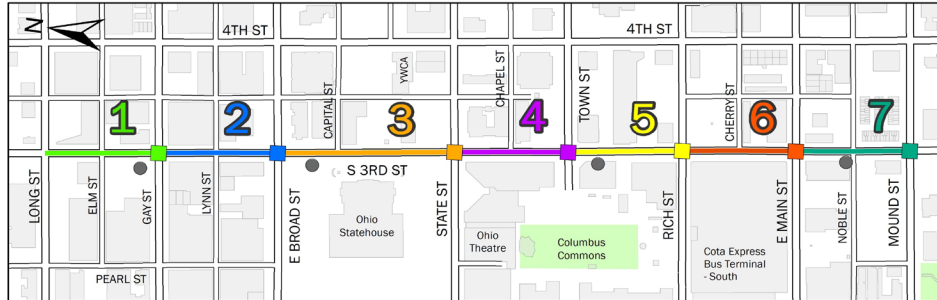 N
4TH ST
4TH ST
YWCA
CHAPEL ST
TOWN ST
CAPITAL ST
CHERRY ST
1
2
3
4
5
6
7
S 3RD ST
LONG ST
ELM ST
GAY ST
LYNN ST
E BROAD ST
STATE ST
RICH ST
E MAIN ST
NOBLE ST
MOUND ST
Ohio
Statehouse
Ohio
Theatre
Columbus
Commons
Cota Express
Bus Terminal
- South
PEARL ST